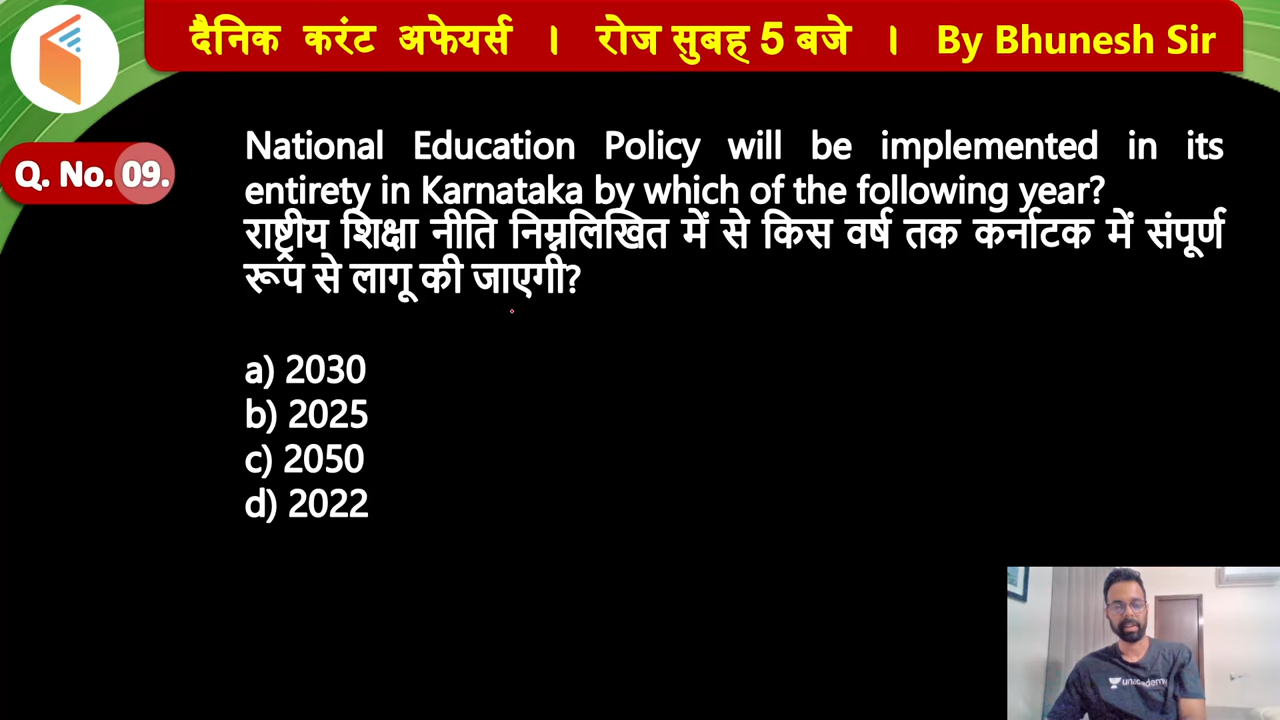 दैनिक करंट अफेयर्स । रोज सुबह 5 बजे । By Bhunesh Sir
Q. No. 09.
National Education Policy will be implemented in its
entirety in Karnataka by which of the following year?
राष्ट्रीय शिक्षा नीति निम्नलिखित में से किस वर्ष तक कर्नाटक में संपूर्ण
रूप से लागू की जाएगी?
a) 2030
b) 2025
c) 2050
d) 2022
unacademy